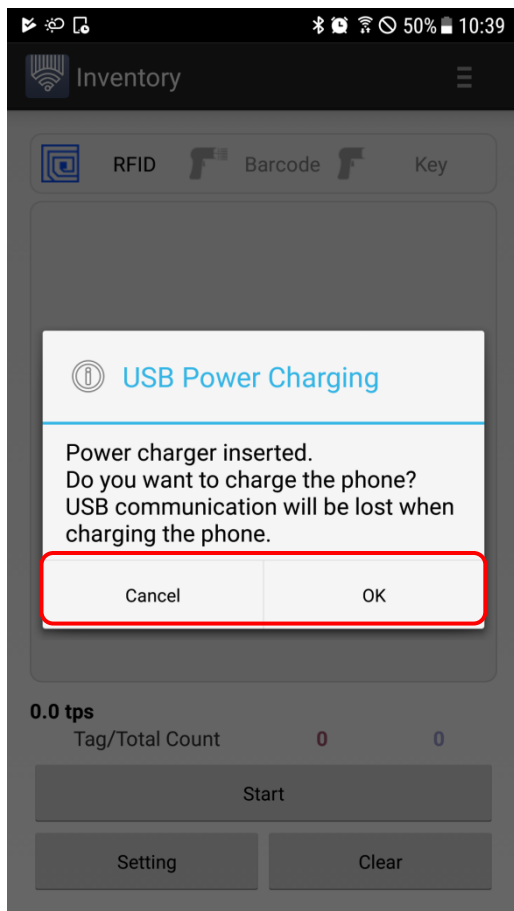 50% 10:39
Inventory
RFID Barcode Key
USB Power Charging
Power charger inserted.
Do you want to charge the phone?
USB communication will be lost when
charging the phone.
Cancel OK
0.0 tps
Tag/Total Count 0 0
Start
Setting Clear